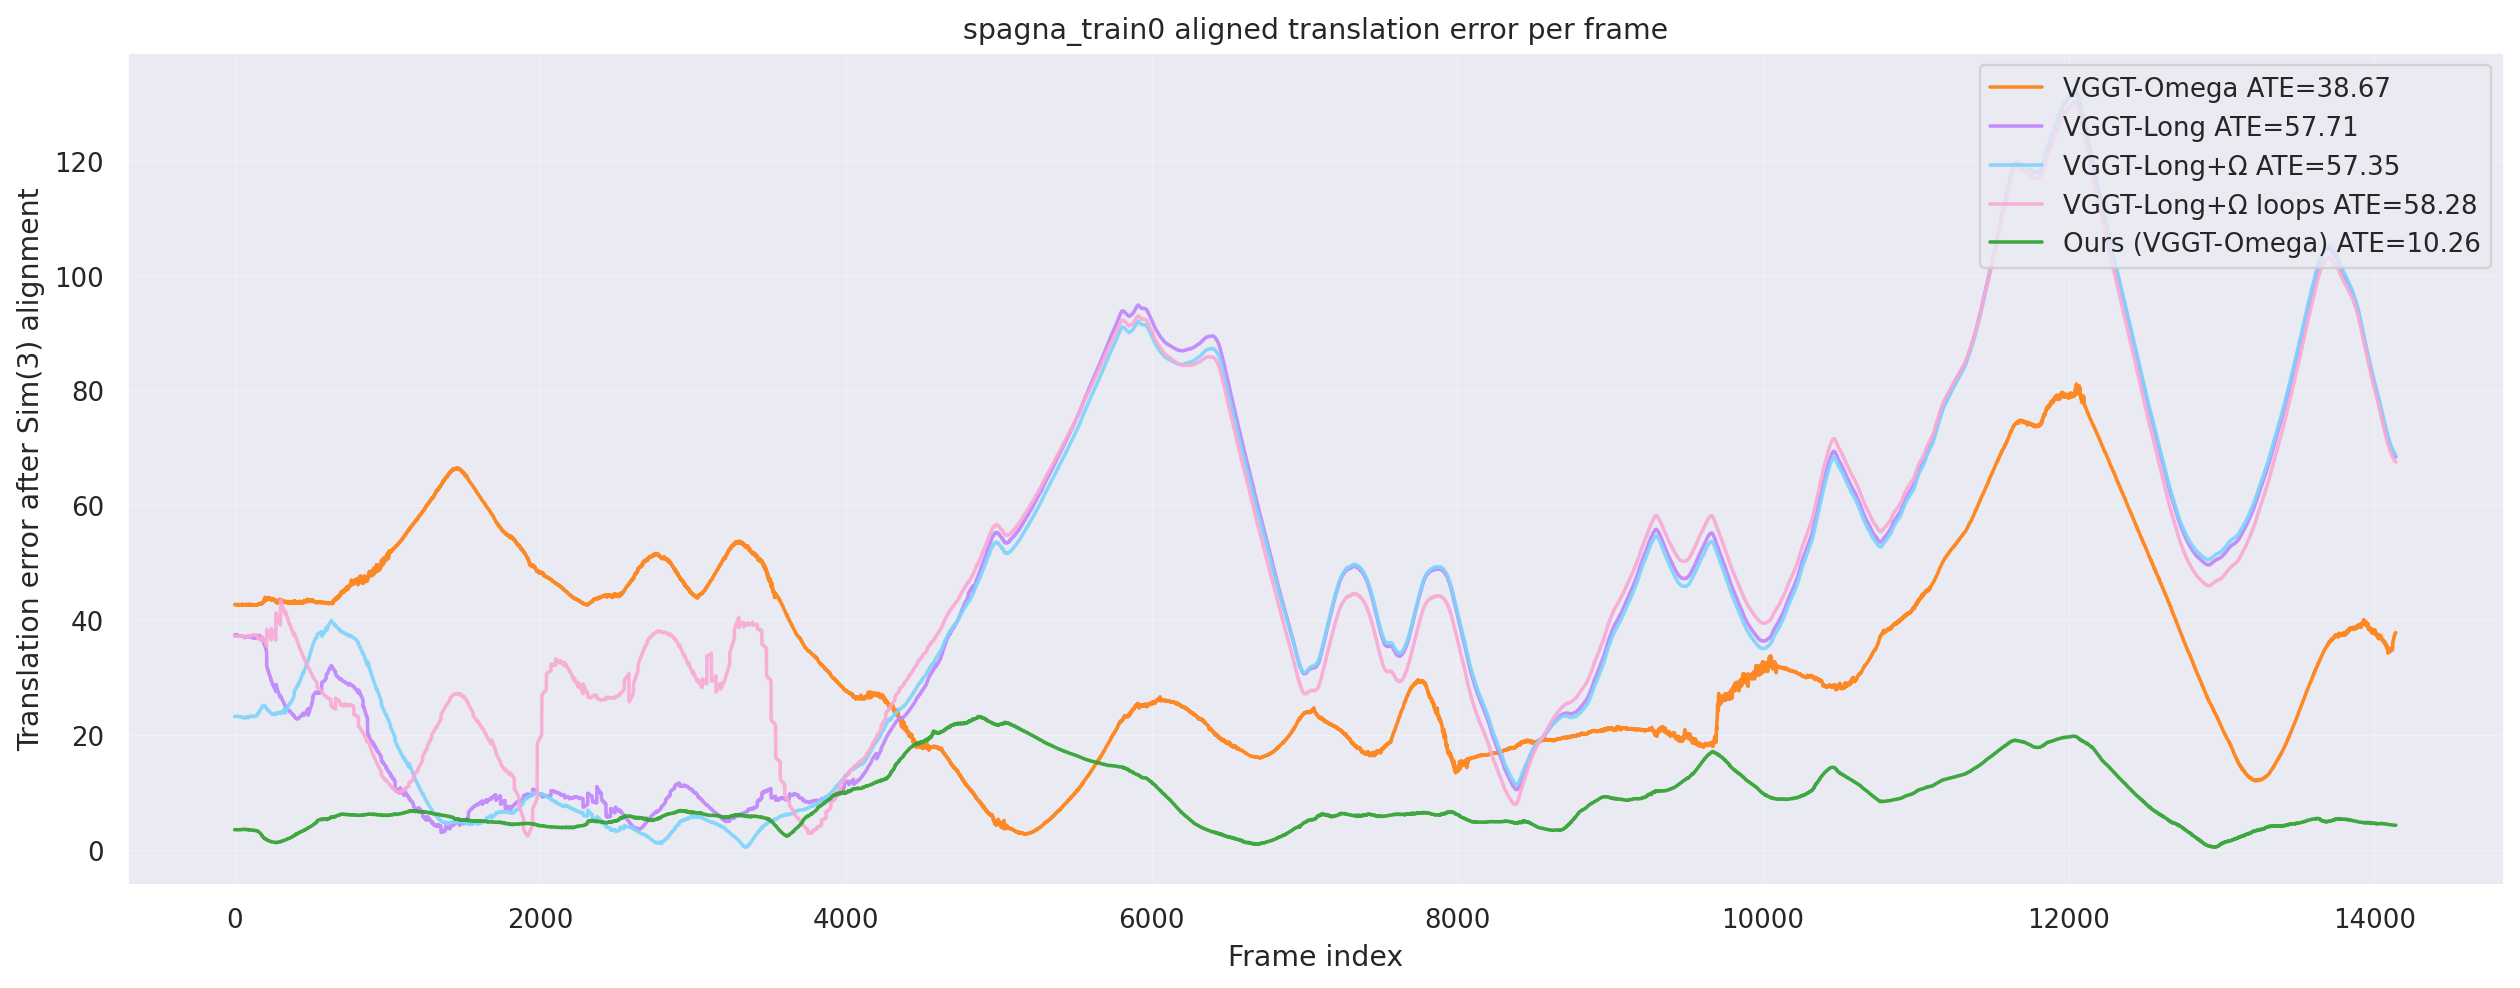 spagna_train0 aligned translation error per frame
VGGT-Omega ATE=38.67
VGGT-Long ATE=57.71
VGGT-Long+Ω ATE=57.35
VGGT-Long+Ω loops ATE=58.28
Ours (VGGT-Omega) ATE=10.26
Translation error after Sim(3) alignment
120
100
80
60
40
20
0
0 2000 4000 6000 8000 10000 12000 14000
Frame index